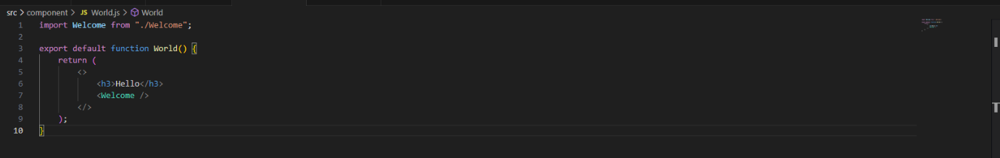 src > component > JS World.js > World
1 import Welcome from "./Welcome";
2
3 export default function World() {
4     return (
5         <>
6             <h3>Hello</h3>
7             <Welcome />
8         </>
9     );
10 }